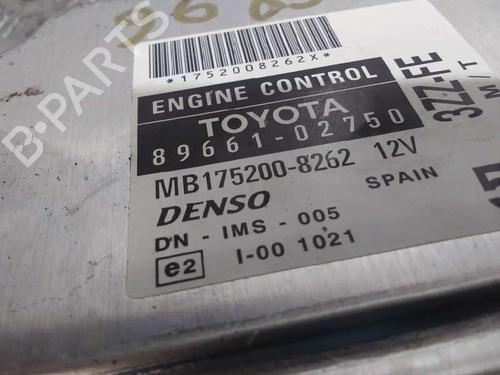 *1752008262X*
ENGINE CONTROL
TOYOTA
89661-02750
3ZZ-FE
M/T
MB175200-8262 12V
DENSO
SPAIN
D'N - IMS - 005
e2 I-00 1021
B-PARTS